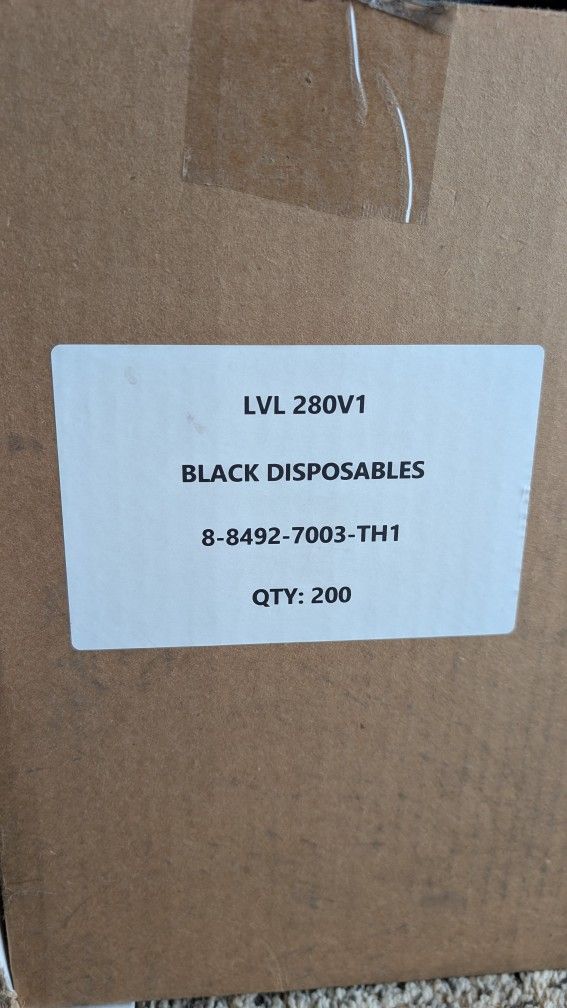 LVL 280V1
BLACK DISPOSABLES
8-8492-7003-TH1
QTY: 200